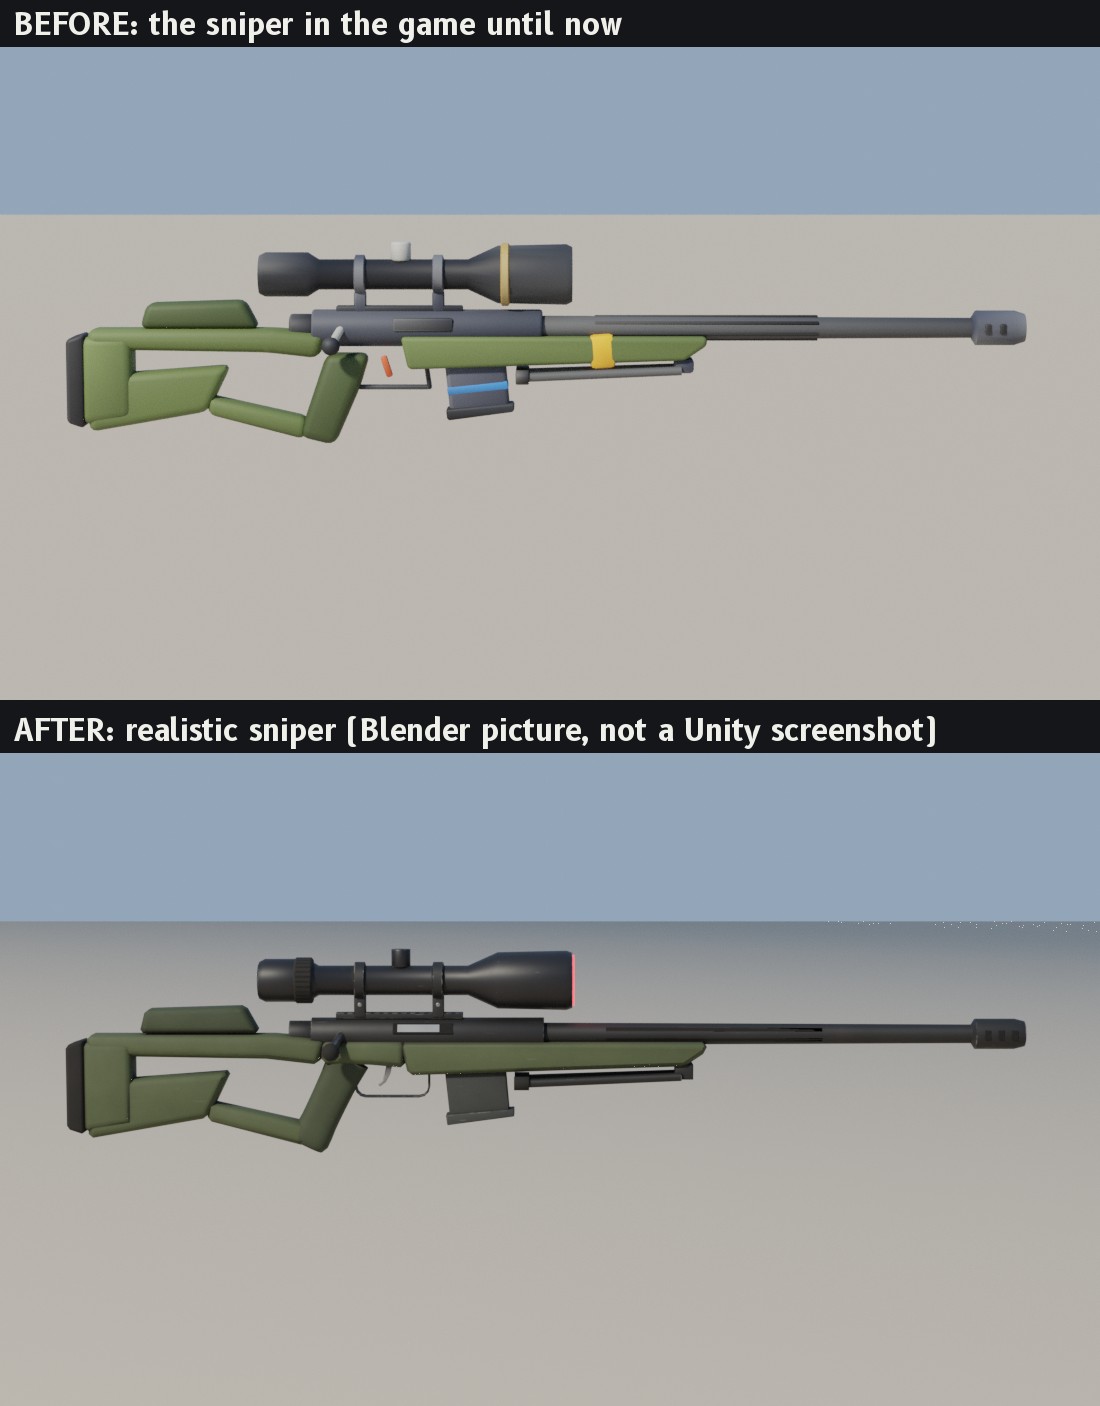 BEFORE: the sniper in the game until now
AFTER: realistic sniper (Blender picture, not a Unity screenshot)